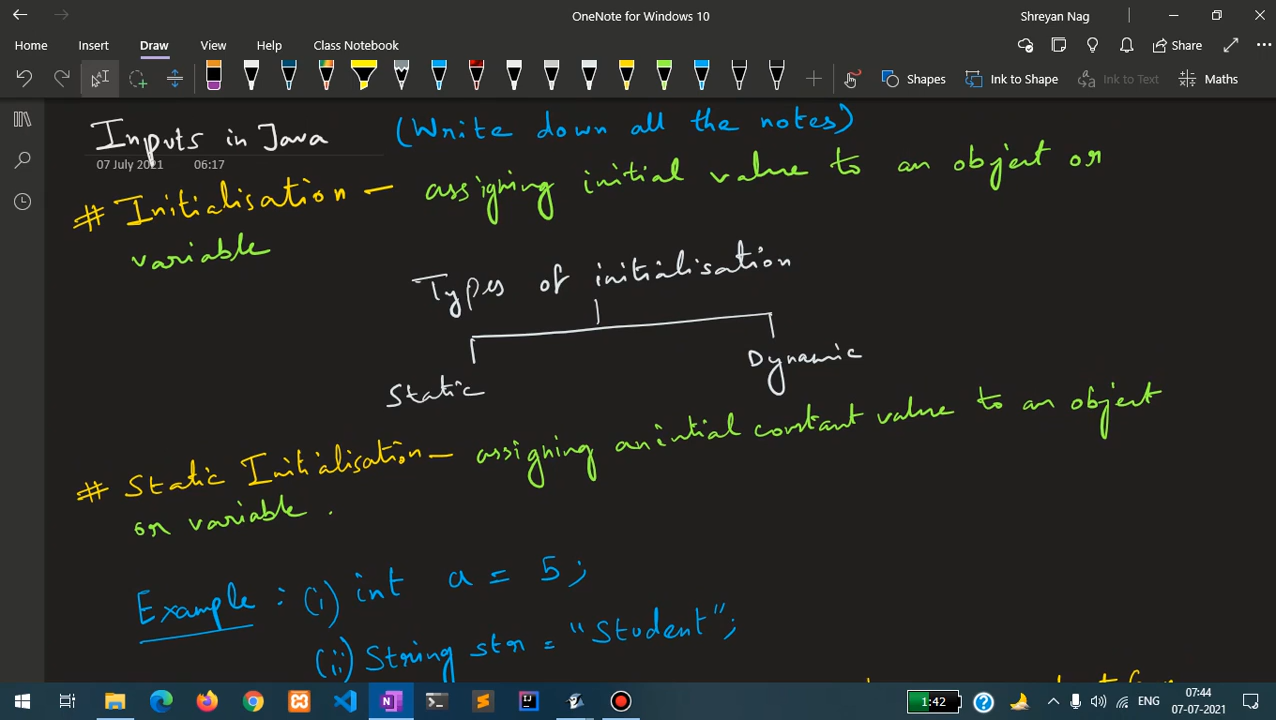 OneNote for Windows 10
Shreyan Nag
Home Insert Draw View Help Class Notebook Share
Shapes Ink to Shape Ink to Text Maths
Inputs in Java (Write down all the notes)
07 July 2021 06:17
# Initialisation - assigning initial value to an object or
variable
Types of initialisation
Static Dynamic
# Static Initialisation - assigning an intial constant value to an object
or variable.
Example : (i) int a = 5;
(ii) String str = "Student";
1:42 ENG 07:44
07-07-2021